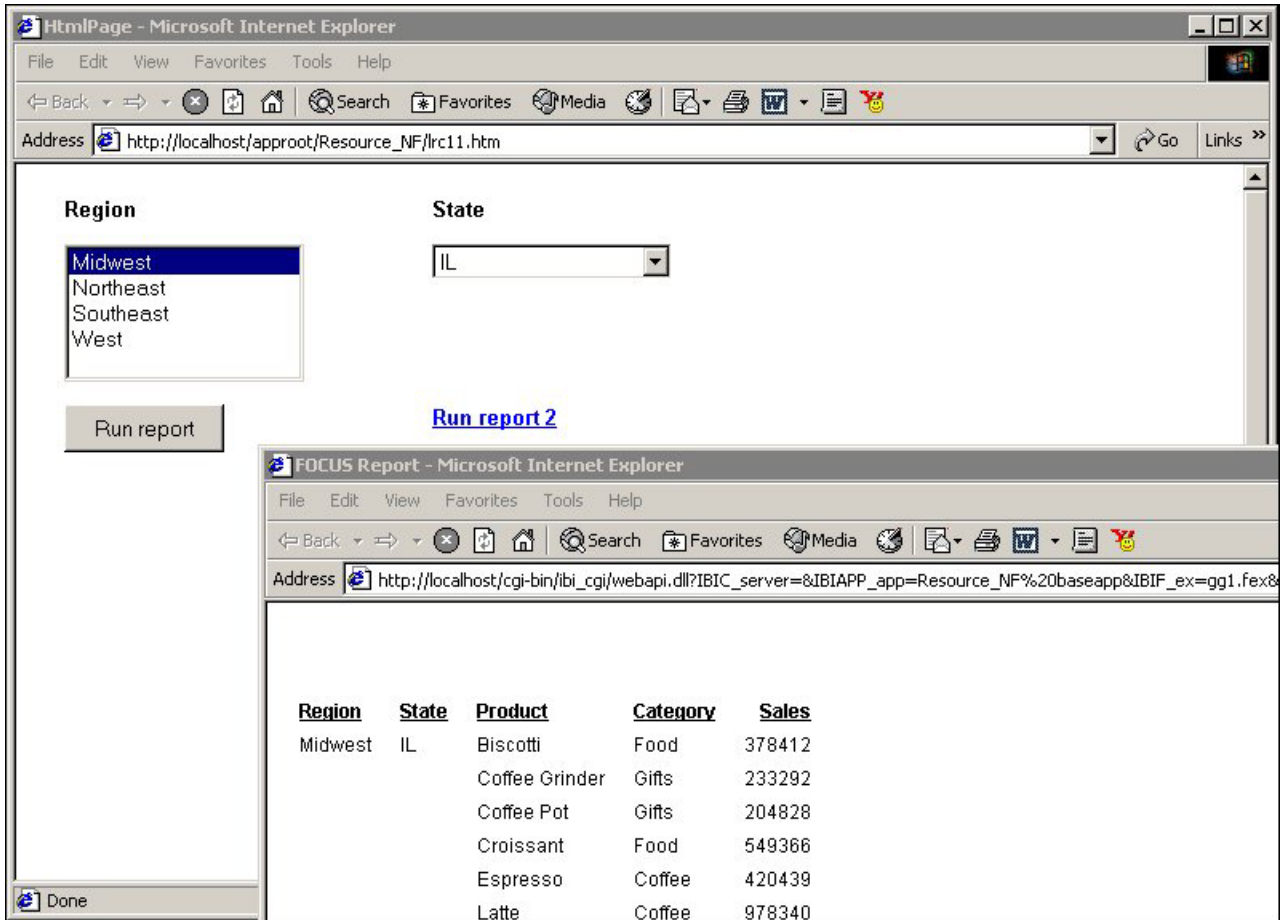 HtmlPage - Microsoft Internet Explorer
File Edit View Favorites Tools Help
Back Search Favorites Media
Address http://localhost/approot/Resource_NF/lrc11.htm Go Links »
Region State
Midwest IL
Northeast
Southeast
West
Run report Run report 2
FOCUS Report - Microsoft Internet Explorer
File Edit View Favorites Tools Help
Back Search Favorites Media
Address http://localhost/cgi-bin/ibi_cgi/webapi.dll?IBIC_server=&IBIAPP_app=Resource_NF%20baseapp&IBIF_ex=gg1.fex&
Region State Product Category Sales
Midwest IL Biscotti Food 378412
Coffee Grinder Gifts 233292
Coffee Pot Gifts 204828
Croissant Food 549366
Espresso Coffee 420439
Latte Coffee 978340
Done